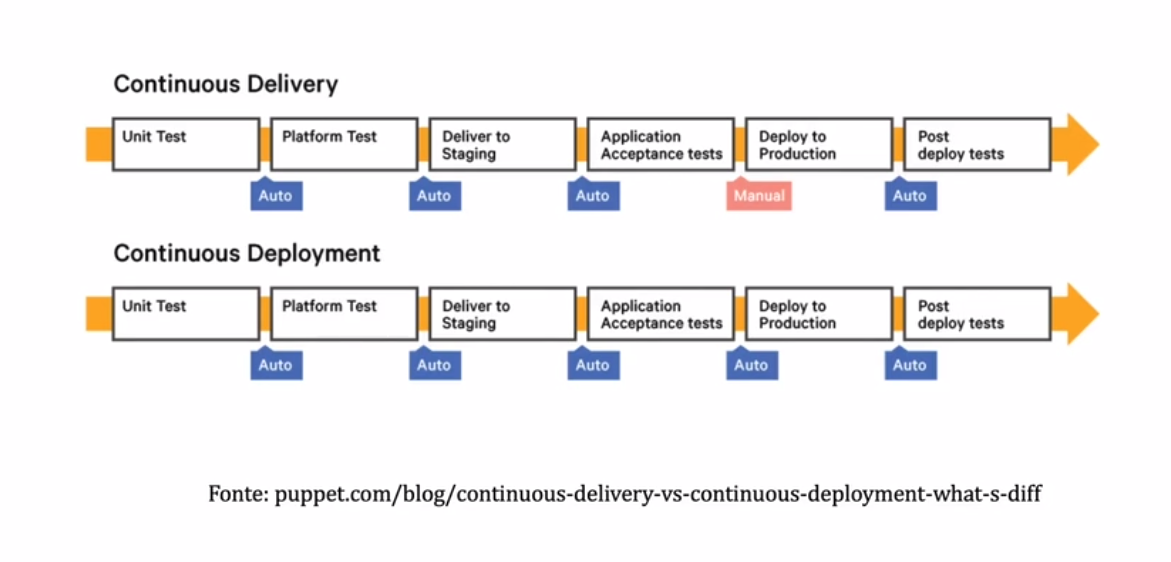 Continuous Delivery
Unit Test
Platform Test
Deliver to
Staging
Application
Acceptance tests
Deploy to
Production
Post
deploy tests
Auto
Auto
Auto
Manual
Auto
Continuous Deployment
Unit Test
Platform Test
Deliver to
Staging
Application
Acceptance tests
Deploy to
Production
Post
deploy tests
Auto
Auto
Auto
Auto
Auto
Fonte: puppet.com/blog/continuous-delivery-vs-continuous-deployment-what-s-diff